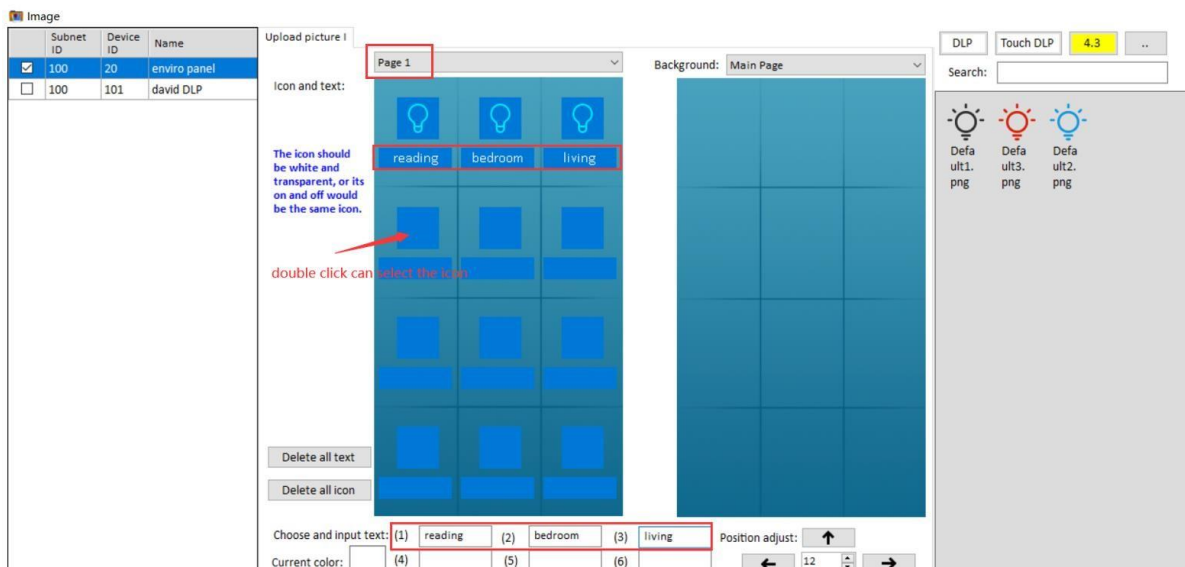 Image
Subnet ID Device ID Name
100 20 enviro panel
100 101 david DLP
Upload picture I
Page 1
Icon and text:
The icon should
be white and
transparent, or its
on and off would
be the same icon.
reading bedroom living
double click can select the icon
Delete all text
Delete all icon
Choose and input text: (1) reading (2) bedroom (3) living
Current color: (4) (5) (6)
Background: Main Page
Position adjust:
12
DLP Touch DLP 4.3 ..
Search:
Defa
ult1.
png
Defa
ult3.
png
Defa
ult2.
png